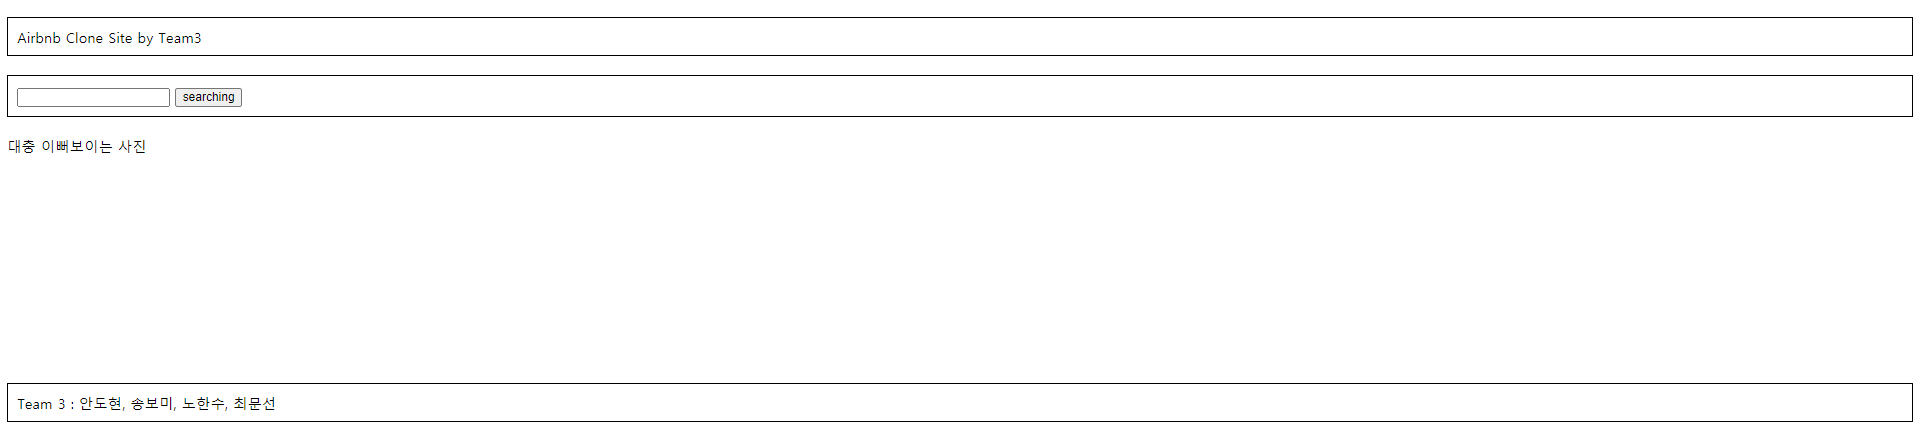 Airbnb Clone Site by Team3
searching
대충 이뻐보이는 사진
Team 3 : 안도현, 송보미, 노한수, 최문선